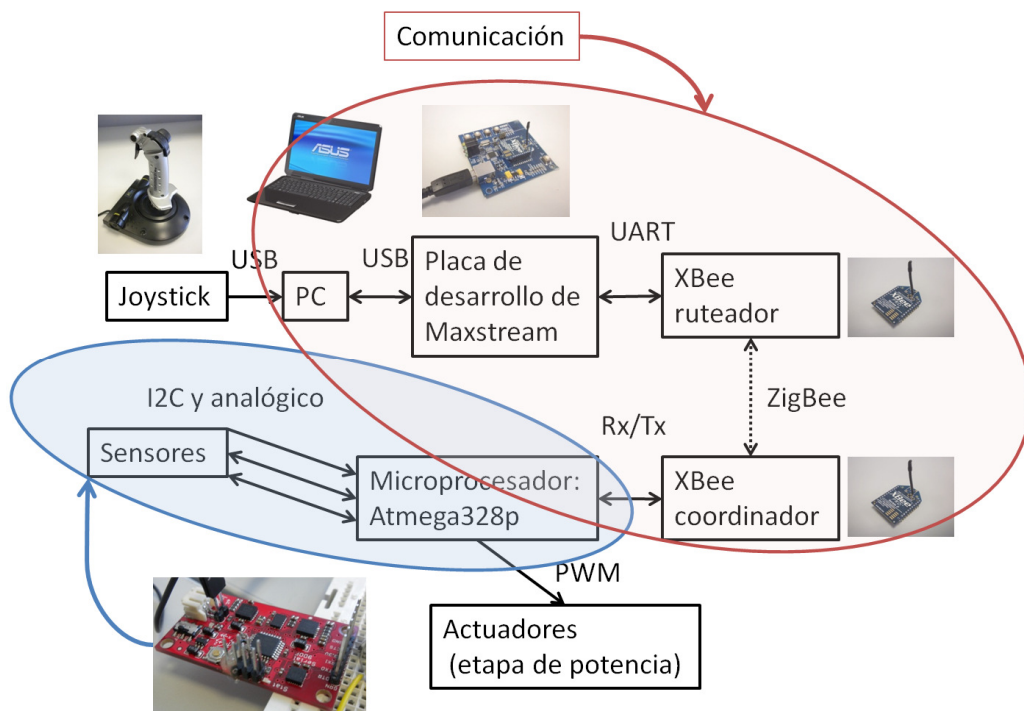 Comunicación
ASUS
UART
USB
USB
Joystick
PC
Placa de
desarrollo de
Maxstream
XBee
ruteador
I2C y analógico
ZigBee
Rx/Tx
Sensores
Microprocesador:
Atmega328p
XBee
coordinador
PWM
Actuadores
(etapa de potencia)